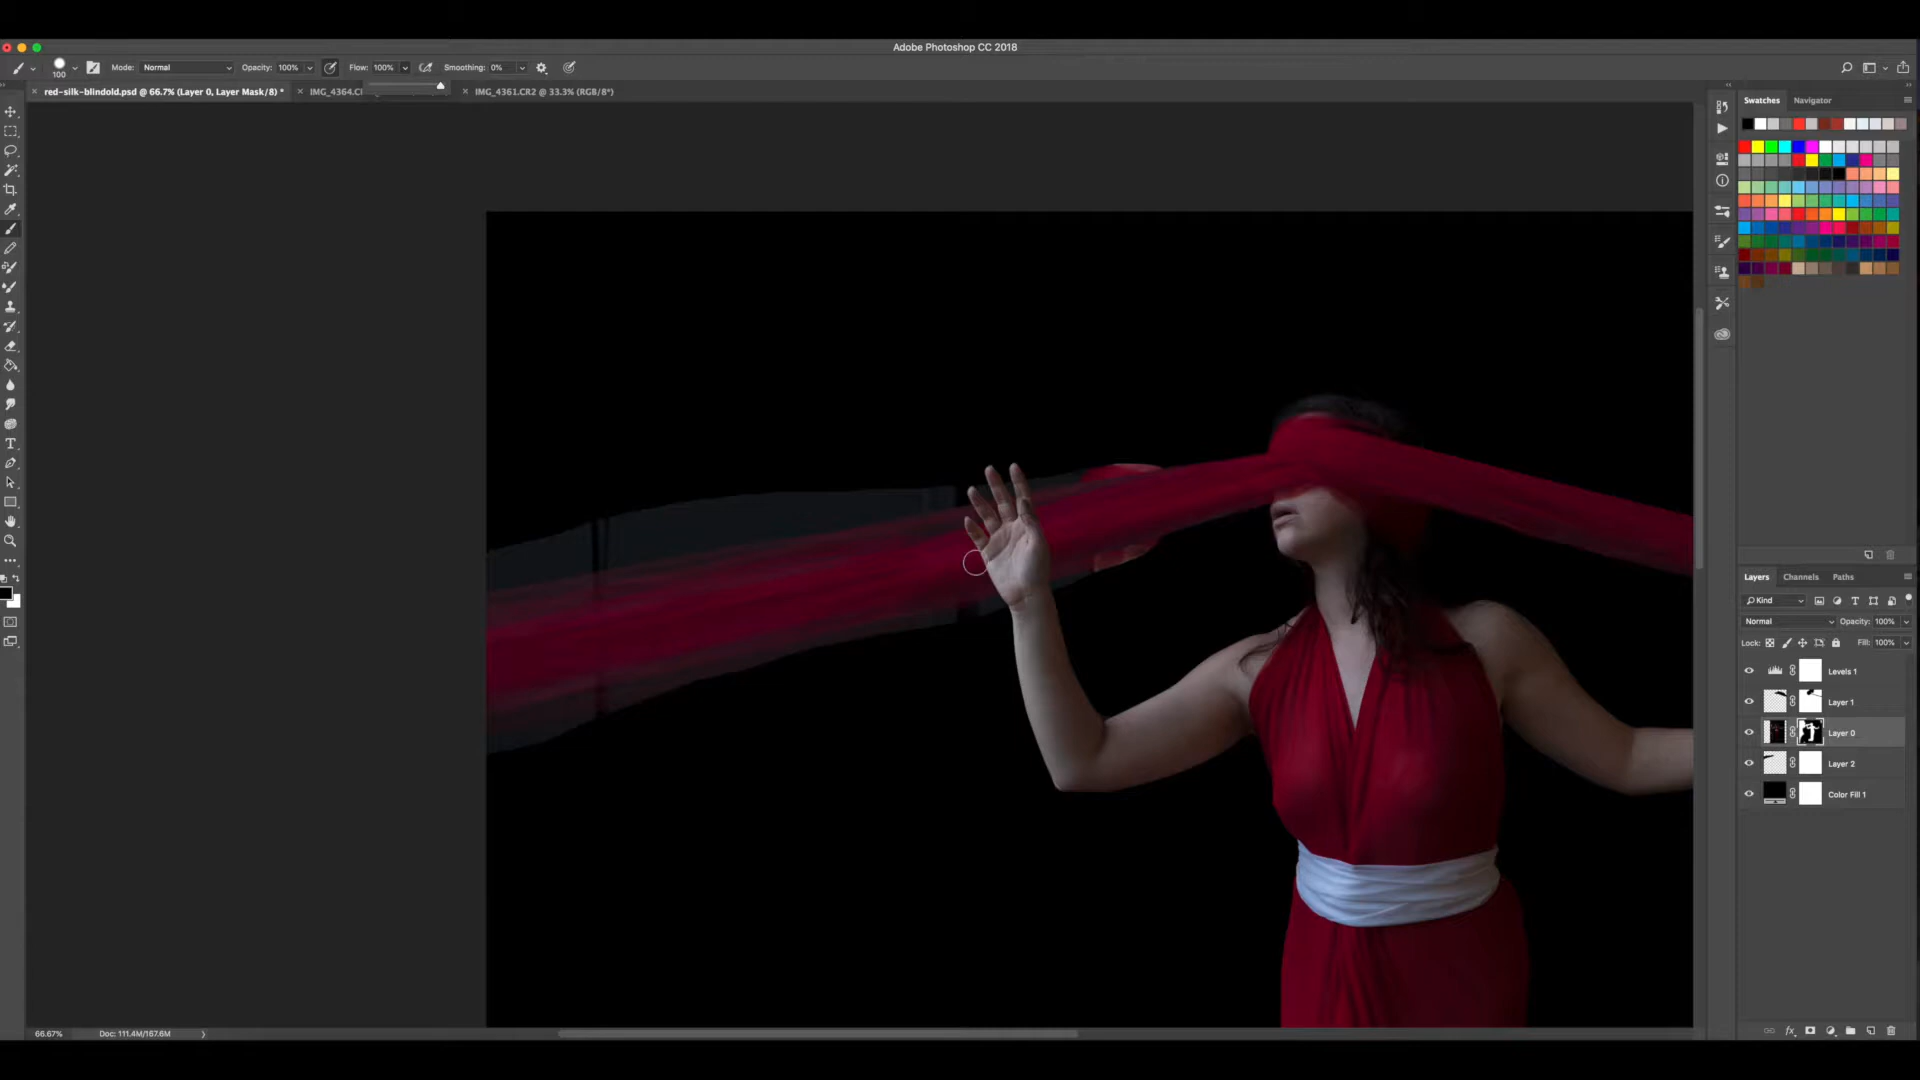 Adobe Photoshop CC 2018
100
Mode: Normal
Opacity: 100%
Flow: 100%
Smoothing: 0%
red-silk-blindold.psd @ 66.7% (Layer 0, Layer Mask/8) *
IMG_4364.CI
IMG_4361.CR2 @ 33.3% (RGB/8*)
Swatches Navigator
Layers Channels Paths
Kind
Normal Opacity: 100%
Lock: Fill: 100%
Levels 1
Layer 1
Layer 0
Layer 2
Color Fill 1
66.67% Doc: 111.4M/167.6M